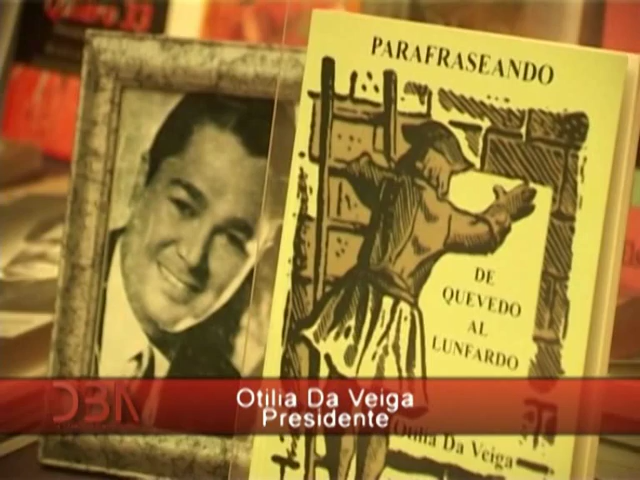 PARAFRASEANDO
DE
QUEVEDO
AL
LUNFARDO
Otilia Da Veiga
DBN
Otilia Da Veiga
Presidente